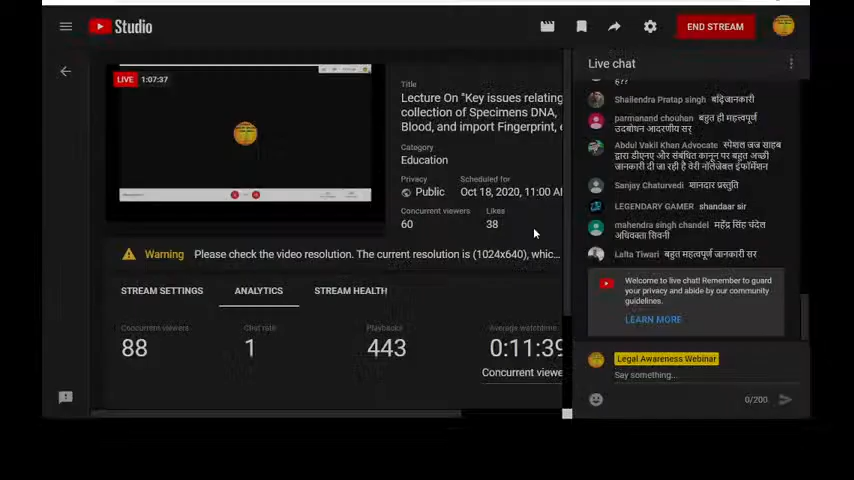 Studio
END STREAM
LIVE 1:07:37
Title
Lecture On "Key issues relating
collection of Specimens DNA,
Blood, and import Fingerprint, e
Category
Education
Privacy
Scheduled for
Public
Oct 18, 2020, 11:00 AM
Concurrent viewers
Likes
60
38
Warning Please check the video resolution. The current resolution is (1024x640), whic...
STREAM SETTINGS
ANALYTICS
STREAM HEALTH
Concurrent viewers
Chat rate
Playbacks
Average watchtime
88
1
443
0:11:39
Concurrent viewe
Live chat
है??
Shailendra Pratap singh बढ़िजानकारी
parmanand chouhan बहुत ही महत्त्वपूर्ण
उदबोधन आदरणीय सर्
Abdul Vakil Khan Advocate स्पेशल जज साहब
द्वारा डीएनए और संबंधित कानून पर बहुत अच्छी
जानकारी दी जा रही है वेरी नॉलेजेबल इंफॉर्मेशन
Sanjay Chaturvedi शानदार प्रस्तुति
LEGENDARY GAMER shandaar sir
mahendra singh chandel महेंद्र सिंह चंदेल
अधिवक्ता सिवनी
Lalta Tiwari बहुत महत्वपूर्ण जानकारी सर
Welcome to live chat! Remember to guard
your privacy and abide by our community
guidelines.
LEARN MORE
Legal Awareness Webinar
Say something...
0/200